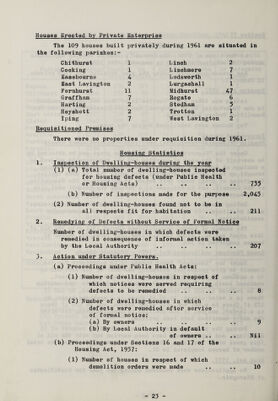 Houses Erected by Private Enterprise
The 109 houses built privately during 1961 are situated in
the following parishes:-
Chithurst 1 Linch 2
Cocking 1 Linchmere 7
Easebourne 4 Lodsworth 1
East Lavington 2 Lurgashall 1
Fernhurst 11 Midhurst 47
Graffham 7 Rogate 6
Harting 2 Stedham 5
Heyshott 2 Trotton 1
Iping 7 West Lavington 2
Requisitioned Premises
There were no properties under requisition during 1961.
Housing Statistics
1. Inspection of Dwelling-houses during the year
(1) (a) Total number of dwelling-houses inspected
for housing defects (under Public Health
or Housing Acts) .. .. .. .. 735
(b) Number of inspections made for the purpose 2,045
(2) Number of dwelling-houses found not to be in
all respects fit for habitation .. .. 211
2. Remedying of Defects without Service of Formal Notice
Number of dwelling-houses in which defects were
remedied in consequence of informal action taken
by the Local Authority .. .. .. 207
3. Action under Statutory Powers.
(a) Proceedings under Public Health Acts:
(1) Number of dwelling-houses in respect of
which notices were served requiring
defects to be remedied .. .. .. 8
(2) Number of dwelling-houses in which
defects were remedied after service
of formal notice:
(a) By owners .. .. .. 9
(b) By Local Authority in default
of owners .. .. Nil
(b) Proceedings under Sections 16 and 17 of the
Housing Act, 1957:
(1) Number of houses in respect of which
demolition orders were made .. .. 10
- 23 -